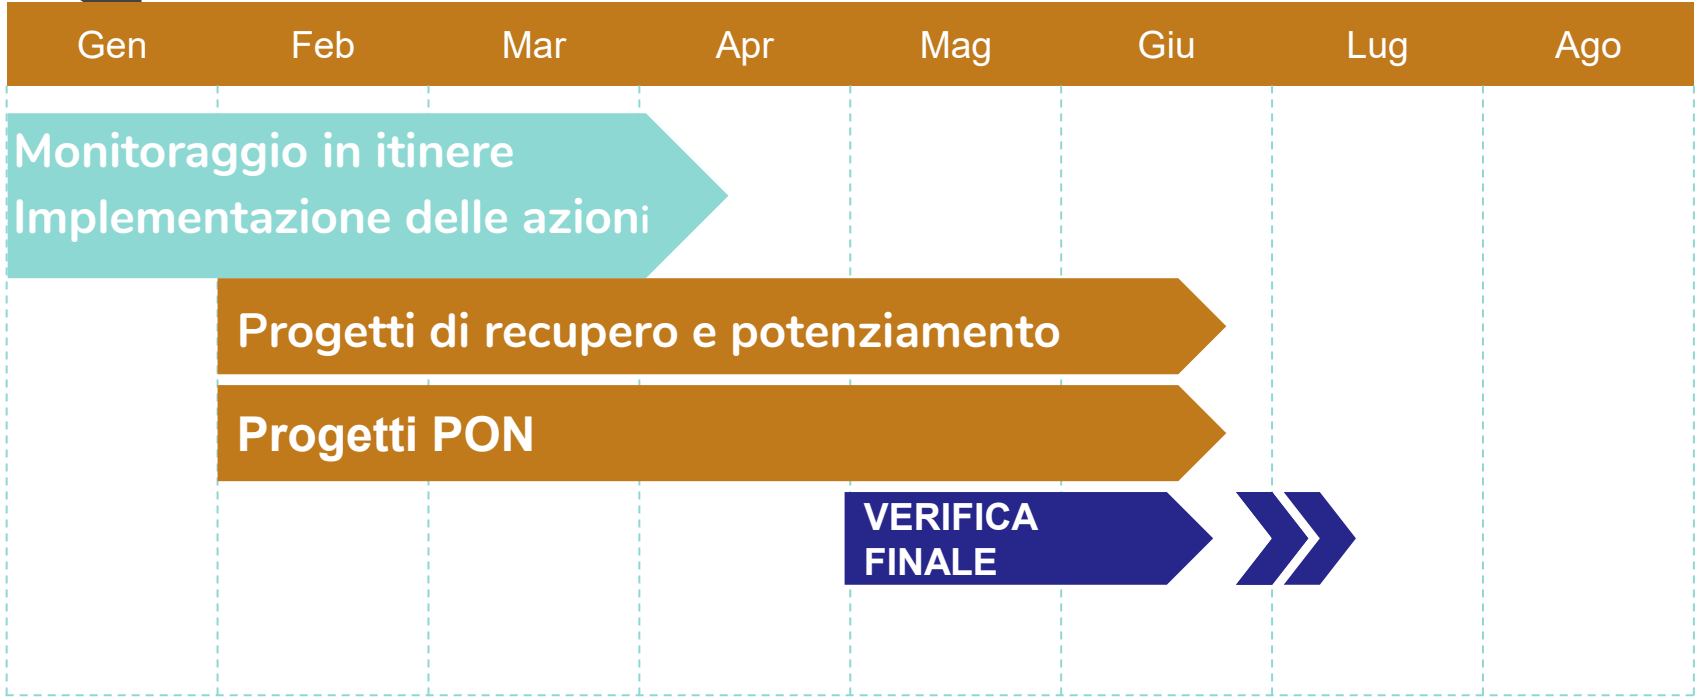 Gen Feb Mar Apr Mag Giu Lug Ago
Monitoraggio in itinere
Implementazione delle azioni
Progetti di recupero e potenziamento
Progetti PON
VERIFICA
FINALE